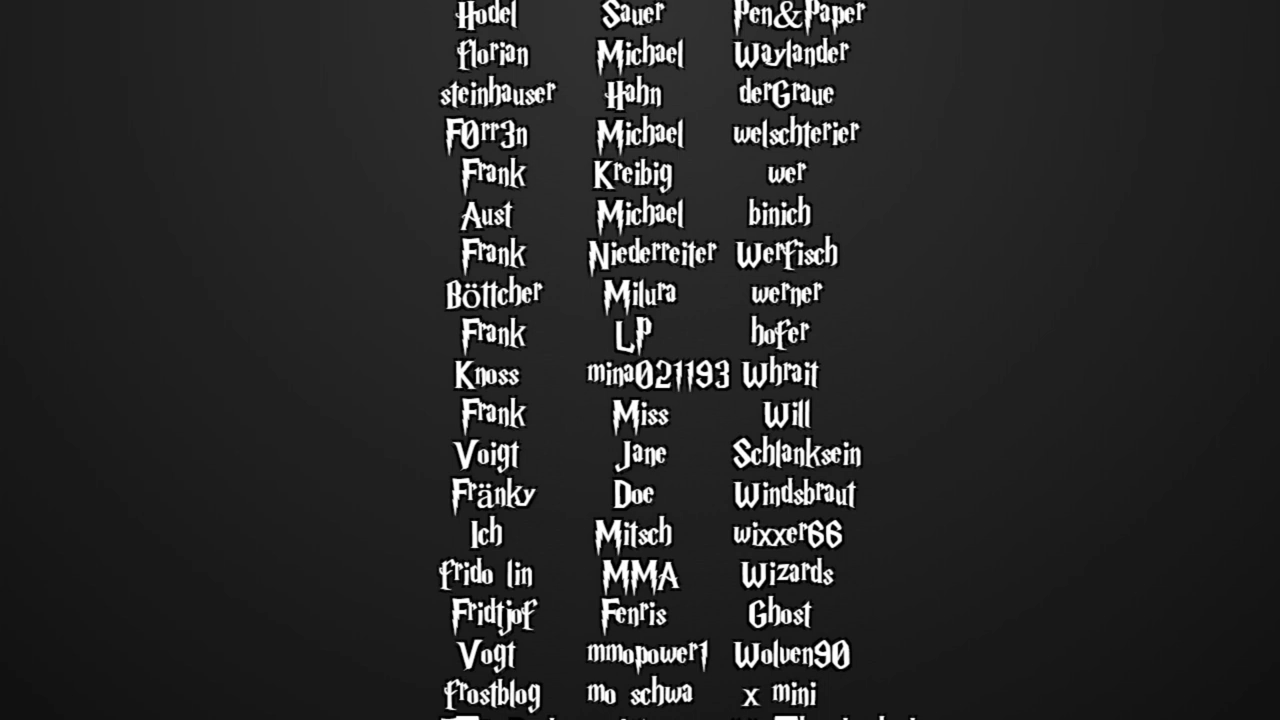 Hodel Sauer Pen&Paper
florian Michael Waylander
steinhauser Hahn derGraue
F0rr3n Michael welschterier
Frank Kreibig wer
Aust Michael binich
Frank Niederreiter Werfisch
Böttcher Milura werner
Frank LP hofer
Knoss mina021193 Whrait
Frank Miss Will
Voigt Jane Schlanksein
Fränky Doe Windsbraut
Ich Mitsch wixxer66
frido lin MMA Wizards
Fridtjof Fenris Ghost
Vogt mmopower1 Wolven90
frostblog mo schwa x mini